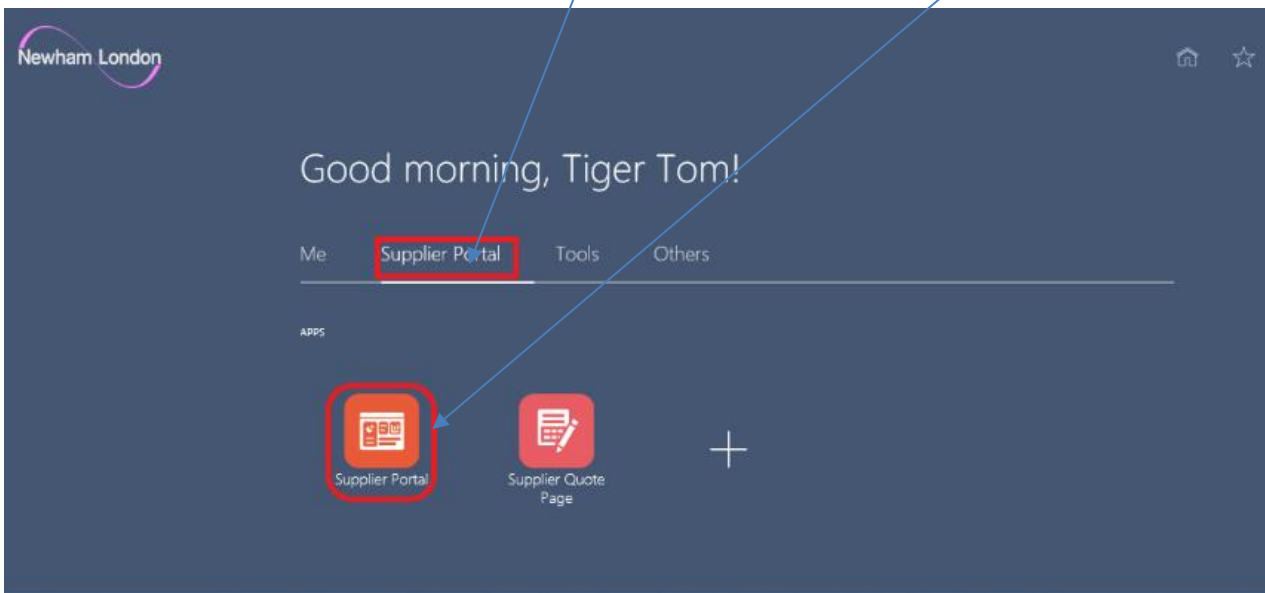 Newham London
Good morning, Tiger Tom!
Me Supplier Portal Tools Others
APPS
Supplier Portal
Supplier Quote
Page